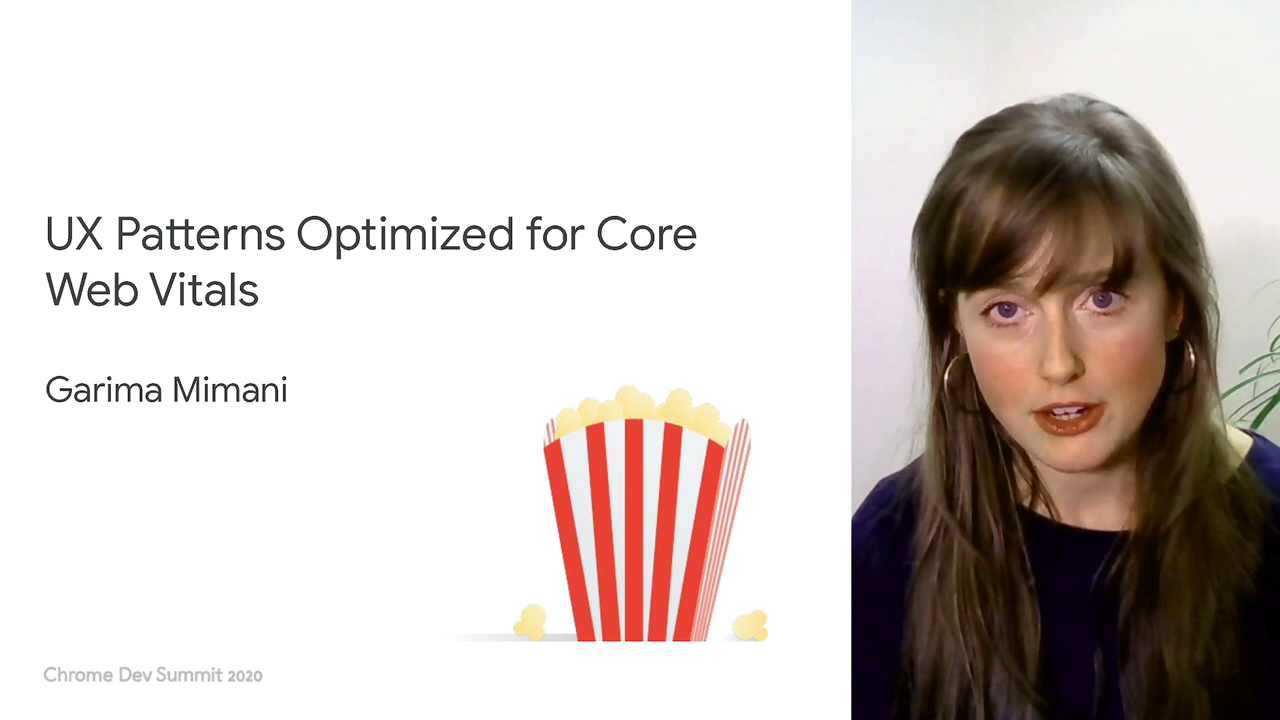 UX Patterns Optimized for Core
Web Vitals
Garima Mimani
Chrome Dev Summit 2020